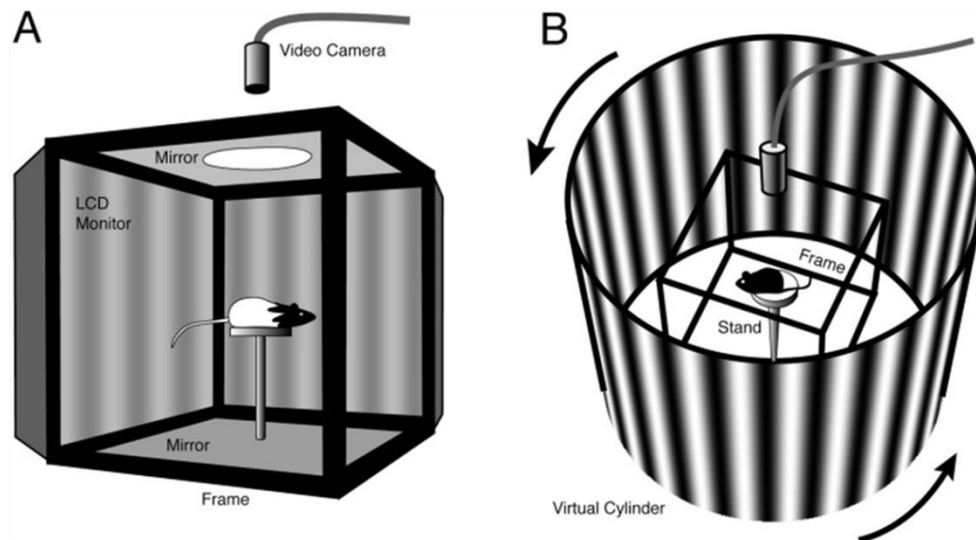 A
Video Camera
Mirror
LCD
Monitor
Mirror
Frame
B
Frame
Stand
Virtual Cylinder